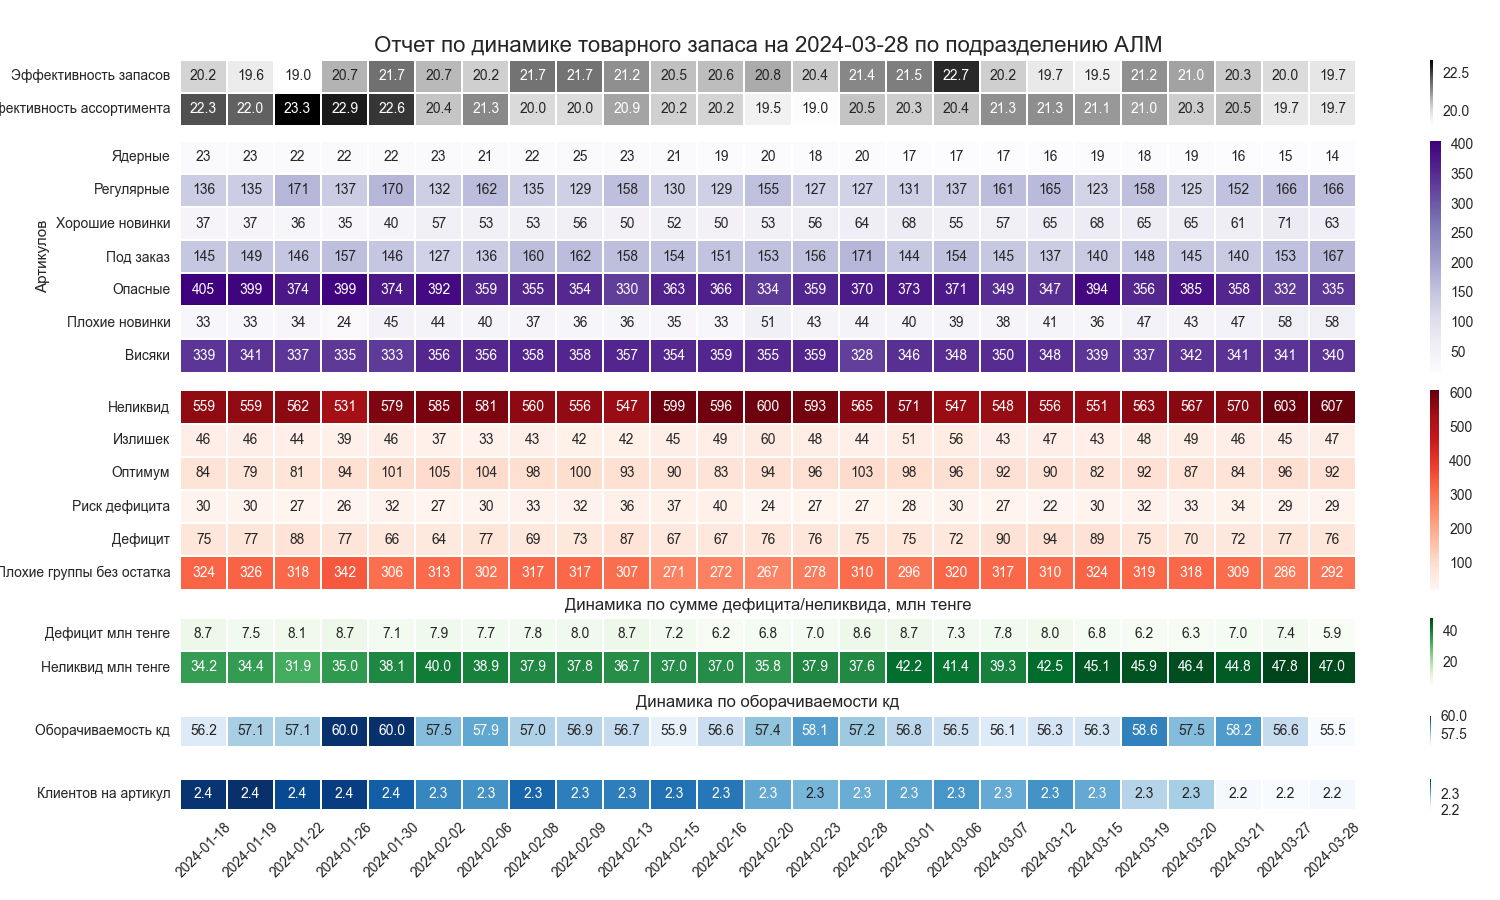 Отчет по динамике товарного запаса на 2024-03-28 по подразделению АЛМ
Эффективность запасов 20.2 19.6 19.0 20.7 21.7 20.7 20.2 21.7 21.7 21.2 20.5 20.6 20.8 20.4 21.4 21.5 22.7 20.2 19.7 19.5 21.2 21.0 20.3 20.0 19.7
фективность ассортимента 22.3 22.0 23.3 22.9 22.6 20.4 21.3 20.0 20.0 20.9 20.2 20.2 19.5 19.0 20.5 20.3 20.4 21.3 21.3 21.1 21.0 20.3 20.5 19.7 19.7
22.5
20.0
Артикулов
Ядерные 23 23 22 22 22 23 21 22 25 23 21 19 20 18 20 17 17 17 16 19 18 19 16 15 14
Регулярные 136 135 171 137 170 132 162 135 129 158 130 129 155 127 127 131 137 161 165 123 158 125 152 166 166
Хорошие новинки 37 37 36 35 40 57 53 53 56 50 52 50 53 56 64 68 55 57 65 68 65 65 61 71 63
Под заказ 145 149 146 157 146 127 136 160 162 158 154 151 153 156 171 144 154 145 137 140 148 145 140 153 167
Опасные 405 399 374 399 374 392 359 355 354 330 363 366 334 359 370 373 371 349 347 394 356 385 358 332 335
Плохие новинки 33 33 34 24 45 44 40 37 36 36 35 33 51 43 44 40 39 38 41 36 47 43 47 58 58
Висяки 339 341 337 335 333 356 356 358 358 357 354 359 355 359 328 346 348 350 348 339 337 342 341 341 340
400
350
300
250
200
150
100
50
Неликвид 559 559 562 531 579 585 581 560 556 547 599 596 600 593 565 571 547 548 556 551 563 567 570 603 607
Излишек 46 46 44 39 46 37 33 43 42 42 45 49 60 48 44 51 56 43 47 43 48 49 46 45 47
Оптимум 84 79 81 94 101 105 104 98 100 93 90 83 94 96 103 98 96 92 90 82 92 87 84 96 92
Риск дефицита 30 30 27 26 32 27 30 33 32 36 37 40 24 27 27 28 30 27 22 30 32 33 34 29 29
Дефицит 75 77 88 77 66 64 77 69 73 87 67 67 76 76 75 75 72 90 94 89 75 70 72 77 76
Плохие группы без остатка 324 326 318 342 306 313 302 317 317 307 271 272 267 278 310 296 320 317 310 324 319 318 309 286 292
600
500
400
300
200
100
Динамика по сумме дефицита/неликвида, млн тенге
Дефицит млн тенге 8.7 7.5 8.1 8.7 7.1 7.9 7.7 7.8 8.0 8.7 7.2 6.2 6.8 7.0 8.6 8.7 7.3 7.8 8.0 6.8 6.2 6.3 7.0 7.4 5.9
Неликвид млн тенге 34.2 34.4 31.9 35.0 38.1 40.0 38.9 37.9 37.8 36.7 37.0 37.0 35.8 37.9 37.6 42.2 41.4 39.3 42.5 45.1 45.9 46.4 44.8 47.8 47.0
40
20
Динамика по оборачиваемости кд
Оборачиваемость кд 56.2 57.1 57.1 60.0 60.0 57.5 57.9 57.0 56.9 56.7 55.9 56.6 57.4 58.1 57.2 56.8 56.5 56.1 56.3 56.3 58.6 57.5 58.2 56.6 55.5
60.0
57.5
Клиентов на артикул 2.4 2.4 2.4 2.4 2.4 2.3 2.3 2.3 2.3 2.3 2.3 2.3 2.3 2.3 2.3 2.3 2.3 2.3 2.3 2.3 2.3 2.3 2.2 2.2 2.2
2.3
2.2
2024-01-18 2024-01-19 2024-01-22 2024-01-26 2024-01-30 2024-02-02 2024-02-06 2024-02-08 2024-02-09 2024-02-13 2024-02-15 2024-02-16 2024-02-20 2024-02-23 2024-02-28 2024-03-01 2024-03-06 2024-03-07 2024-03-12 2024-03-15 2024-03-19 2024-03-20 2024-03-21 2024-03-27 2024-03-28